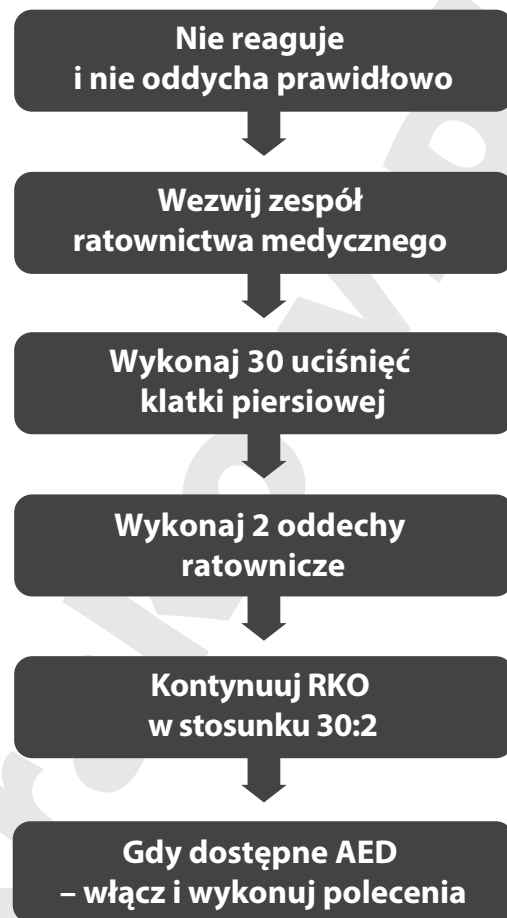 Nie reaguje
i nie oddycha prawidłowo
Wezwij zespół
ratownictwa medycznego
Wykonaj 30 uciśnięć
klatki piersiowej
Wykonaj 2 oddechy
ratownicze
Kontynuuj RKO
w stosunku 30:2
Gdy dostępne AED
– włącz i wykonuj polecenia